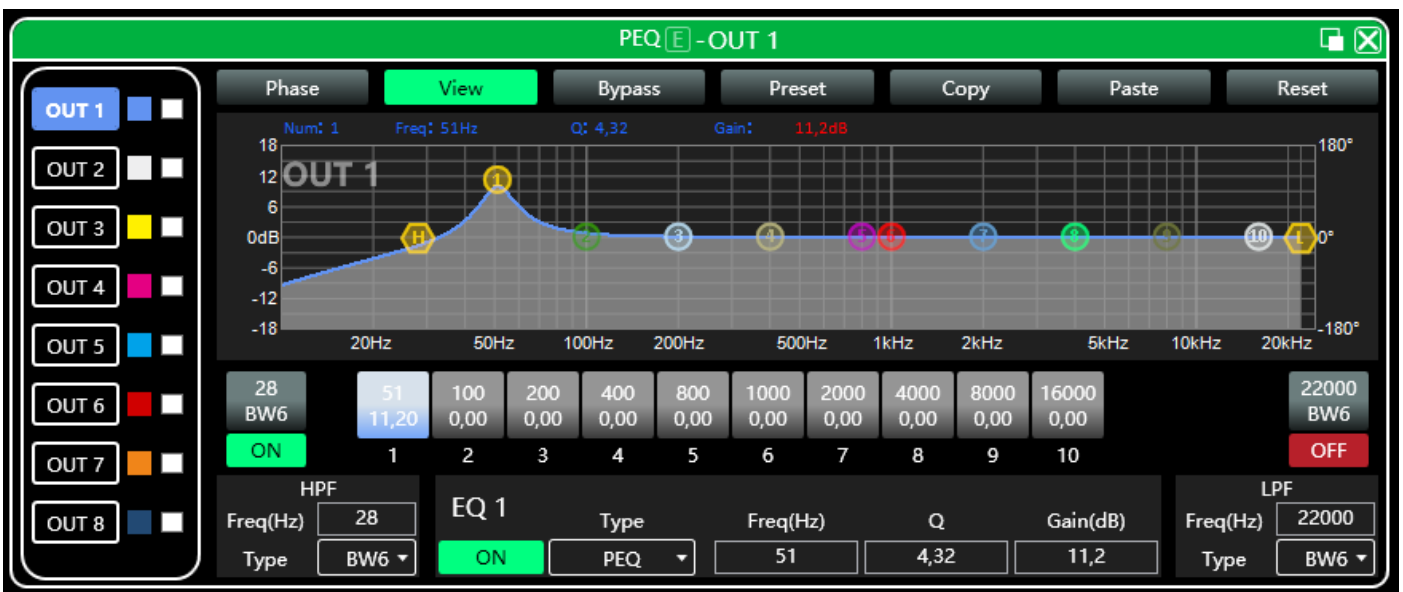 PEQ E - OUT 1
OUT 1
OUT 2
OUT 3
OUT 4
OUT 5
OUT 6
OUT 7
OUT 8
Phase View Bypass Preset Copy Paste Reset
Num: 1 Freq: 51Hz Q: 4,32 Gain: 11,2dB
OUT 1
18 180°
12
6
0dB 0°
-6
-12
-18 -180°
H 1 2 3 4 5 6 7 8 9 10 L
20Hz 50Hz 100Hz 200Hz 500Hz 1kHz 2kHz 5kHz 10kHz 20kHz
28 51 100 200 400 800 1000 2000 4000 8000 16000 22000
BW6 11,20 0,00 0,00 0,00 0,00 0,00 0,00 0,00 0,00 0,00 BW6
ON 1 2 3 4 5 6 7 8 9 10 OFF
HPF
Freq(Hz) 28
Type BW6
EQ 1 Type Freq(Hz) Q Gain(dB)
ON PEQ 51 4,32 11,2
LPF
Freq(Hz) 22000
Type BW6